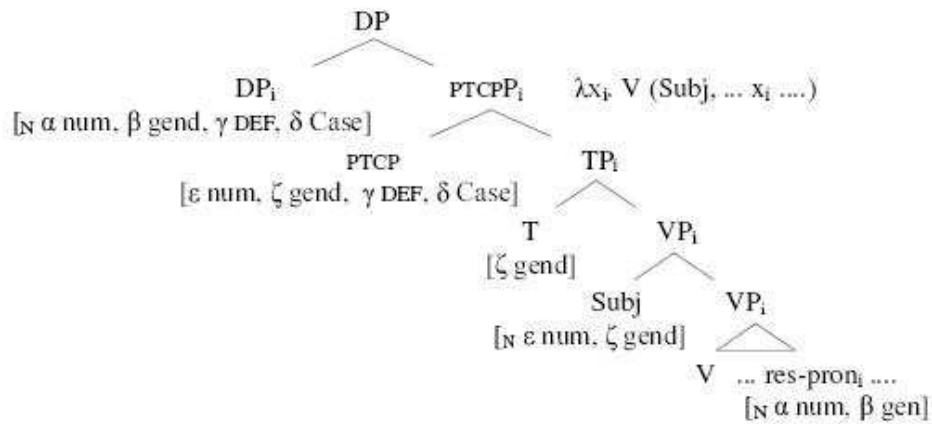 DP
DPi PTCPPi λxi. V (Subj, ... xi ....)
[N α num, β gend, γ DEF, δ Case]
PTCP TPi
[ε num, ζ gend, γ DEF, δ Case]
T VPi
[ζ gend]
Subj VPi
[N ε num, ζ gend]
V ... res-proni ....
[N α num, β gen]